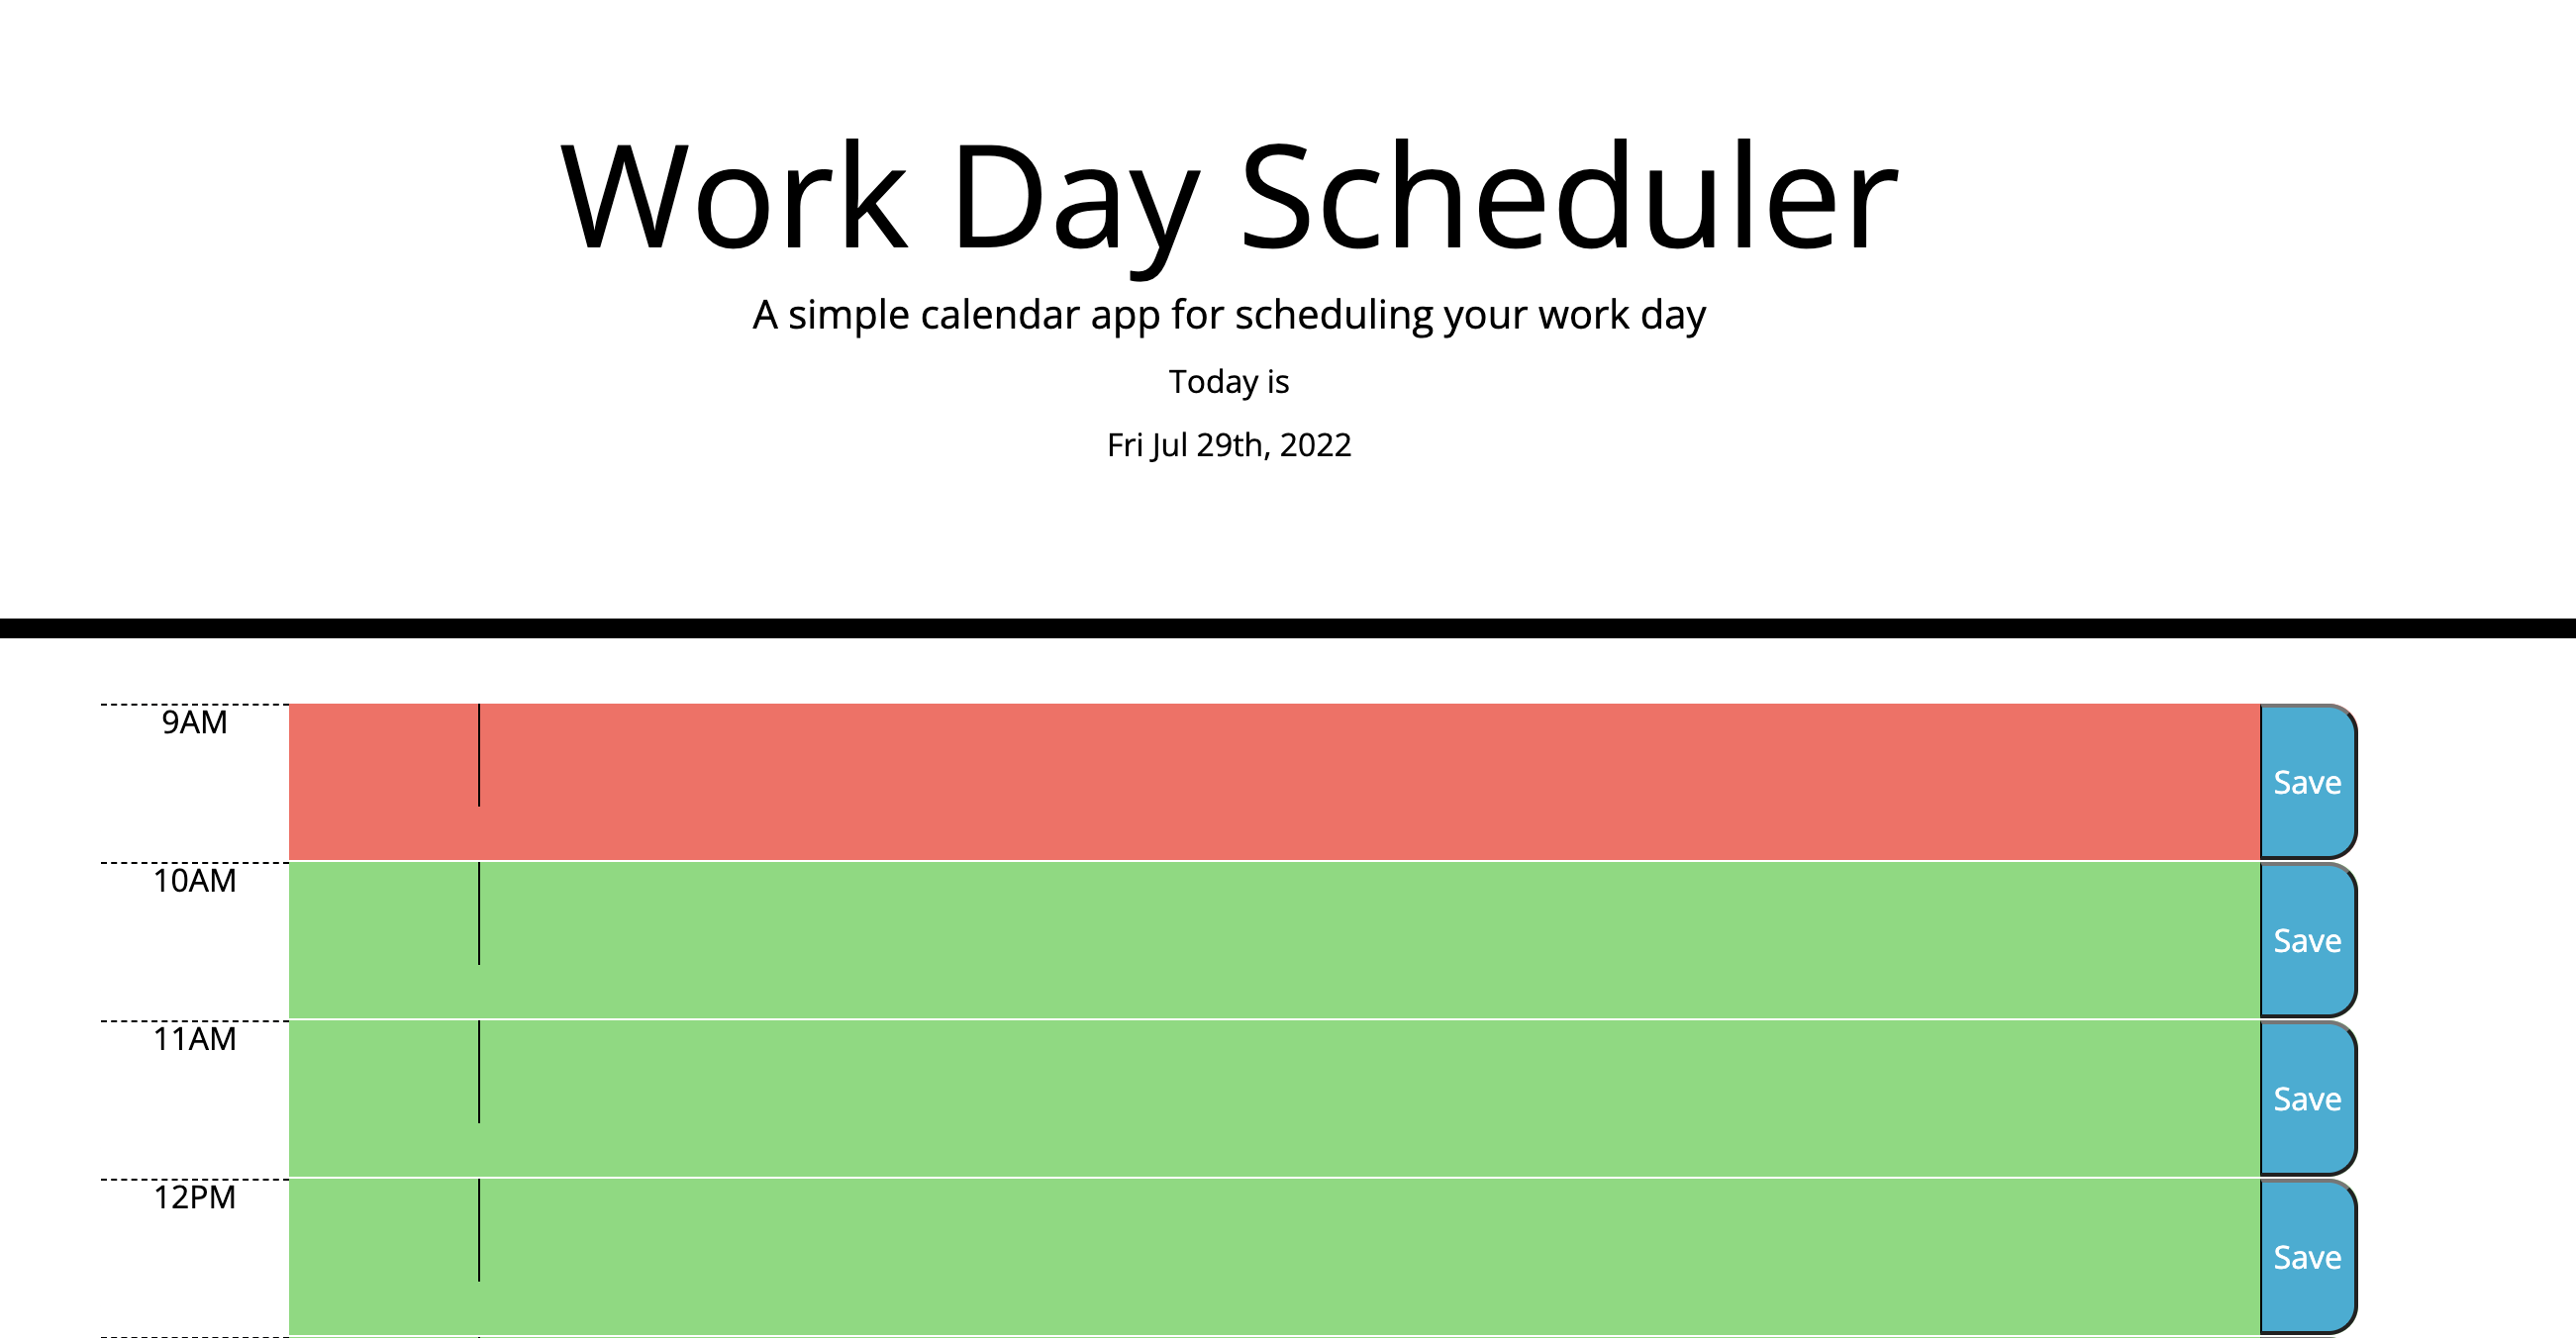 Work Day Scheduler
A simple calendar app for scheduling your work day
Today is
Fri Jul 29th, 2022
9AM
Save
10AM
Save
11AM
Save
12PM
Save